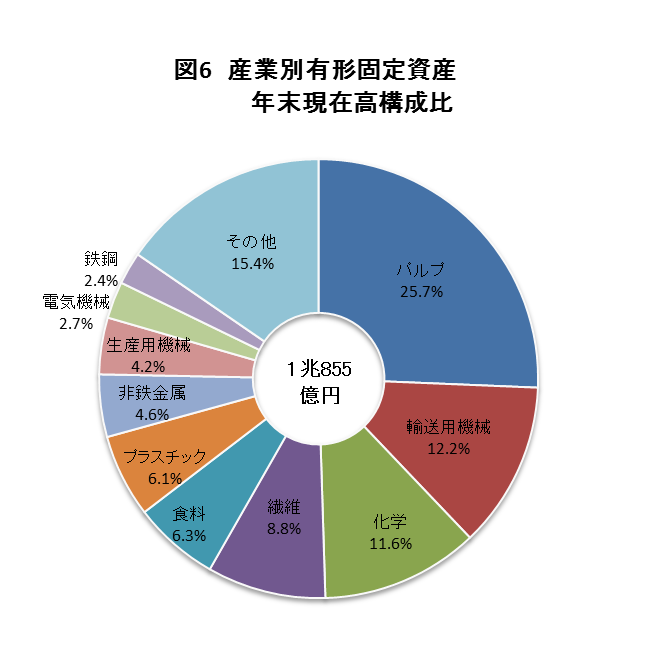 図6 産業別有形固定資産
年末現在高構成比
バルブ
25.7%
輸送用機械
12.2%
化学
11.6%
繊維
8.8%
食料
6.3%
プラスチック
6.1%
非鉄金属
4.6%
生産用機械
4.2%
電気機械
2.7%
鉄鋼
2.4%
その他
15.4%
1兆855
億円